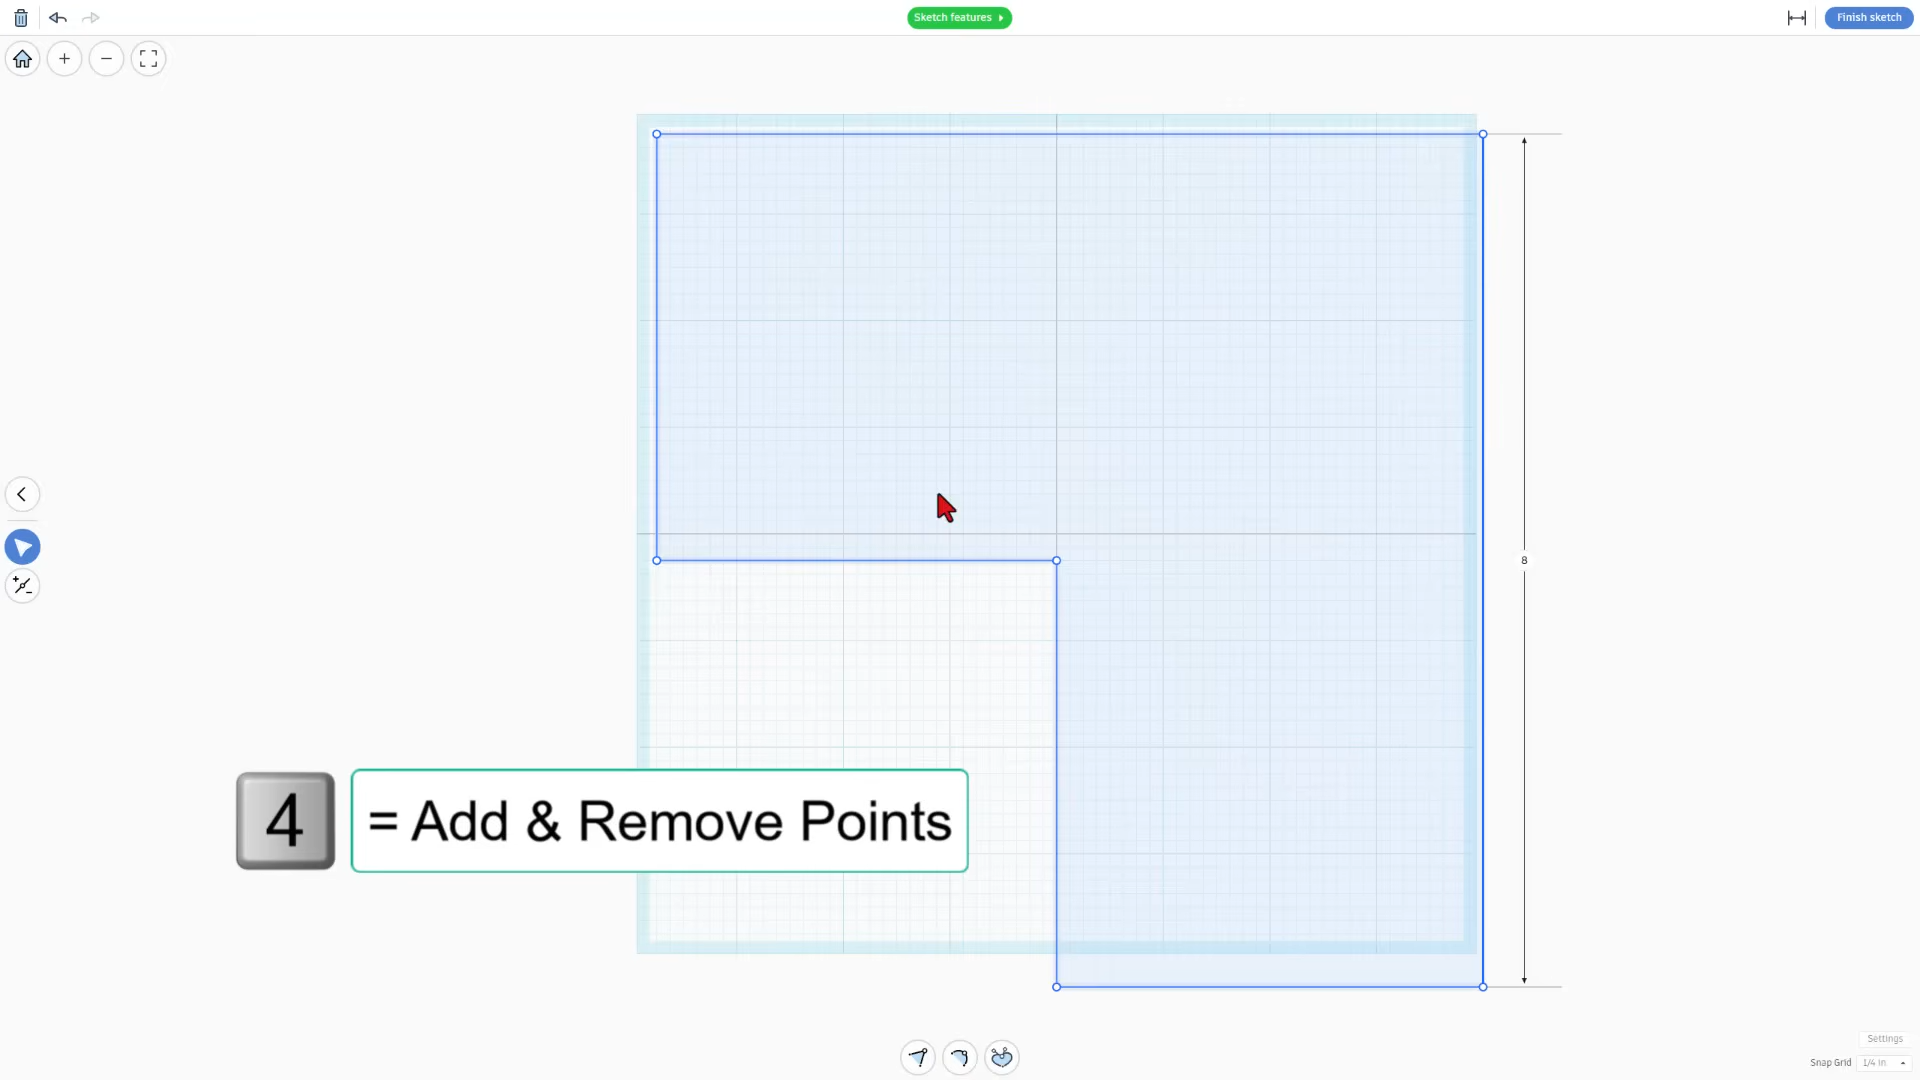 Sketch features
Finish sketch
8
4
= Add & Remove Points
Settings
Snap Grid 1/4 in